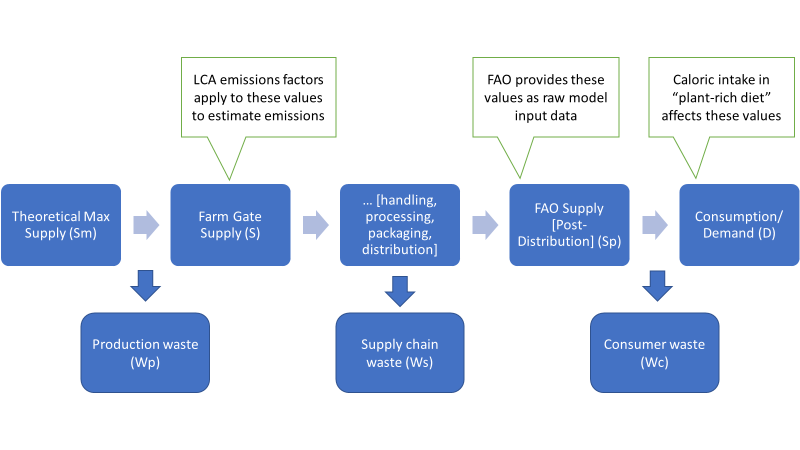 LCA emissions factors
apply to these values
to estimate emissions
FAO provides these
values as raw model
input data
Caloric intake in
“plant-rich diet”
affects these values
Theoretical Max
Supply (Sm)
Farm Gate
Supply (S)
... [handling,
processing,
packaging,
distribution]
FAO Supply
[Post-
Distribution] (Sp)
Consumption/
Demand (D)
Production waste
(Wp)
Supply chain
waste (Ws)
Consumer waste
(Wc)